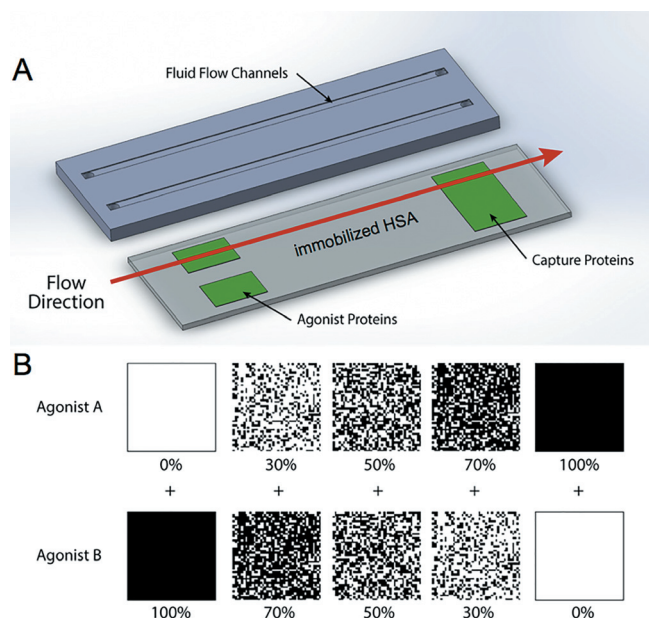 A
Fluid Flow Channels
immobilized HSA
Capture Proteins
Flow
Direction
Agonist Proteins
B
Agonist A
0% 30% 50% 70% 100%
+ + + + +
Agonist B
100% 70% 50% 30% 0%